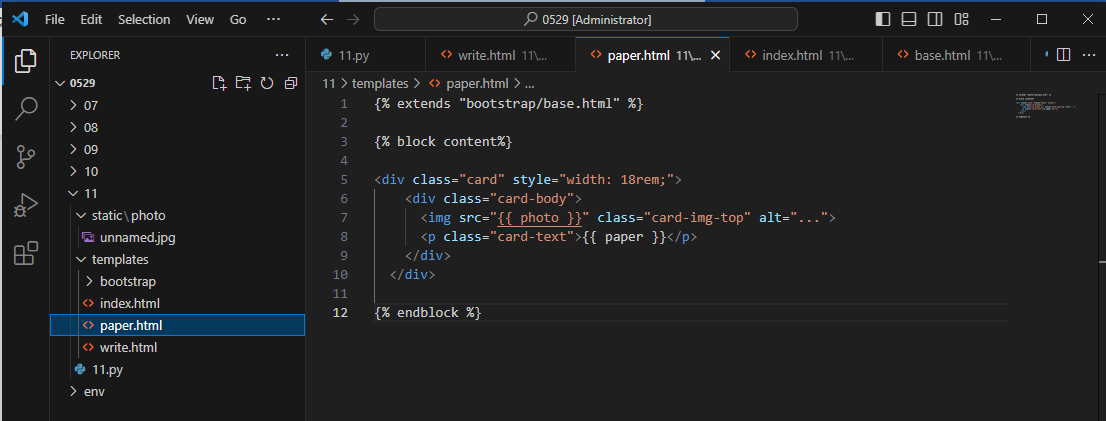 File Edit Selection View Go ··· 0529 [Administrator]
EXPLORER ···
11.py
write.html 11\...
paper.html 11\...
index.html 11\...
base.html 11\...
···
0529
07
08
09
10
11
static\photo
unnamed.jpg
templates
bootstrap
index.html
paper.html
write.html
11.py
env
11 > templates > paper.html > ...
1 {% extends "bootstrap/base.html" %}
2
3 {% block content%}
4
5 <div class="card" style="width: 18rem;">
6 <div class="card-body">
7 <img src="{{ photo }}" class="card-img-top" alt="...">
8 <p class="card-text">{{ paper }}</p>
9 </div>
10 </div>
11
12 {% endblock %}